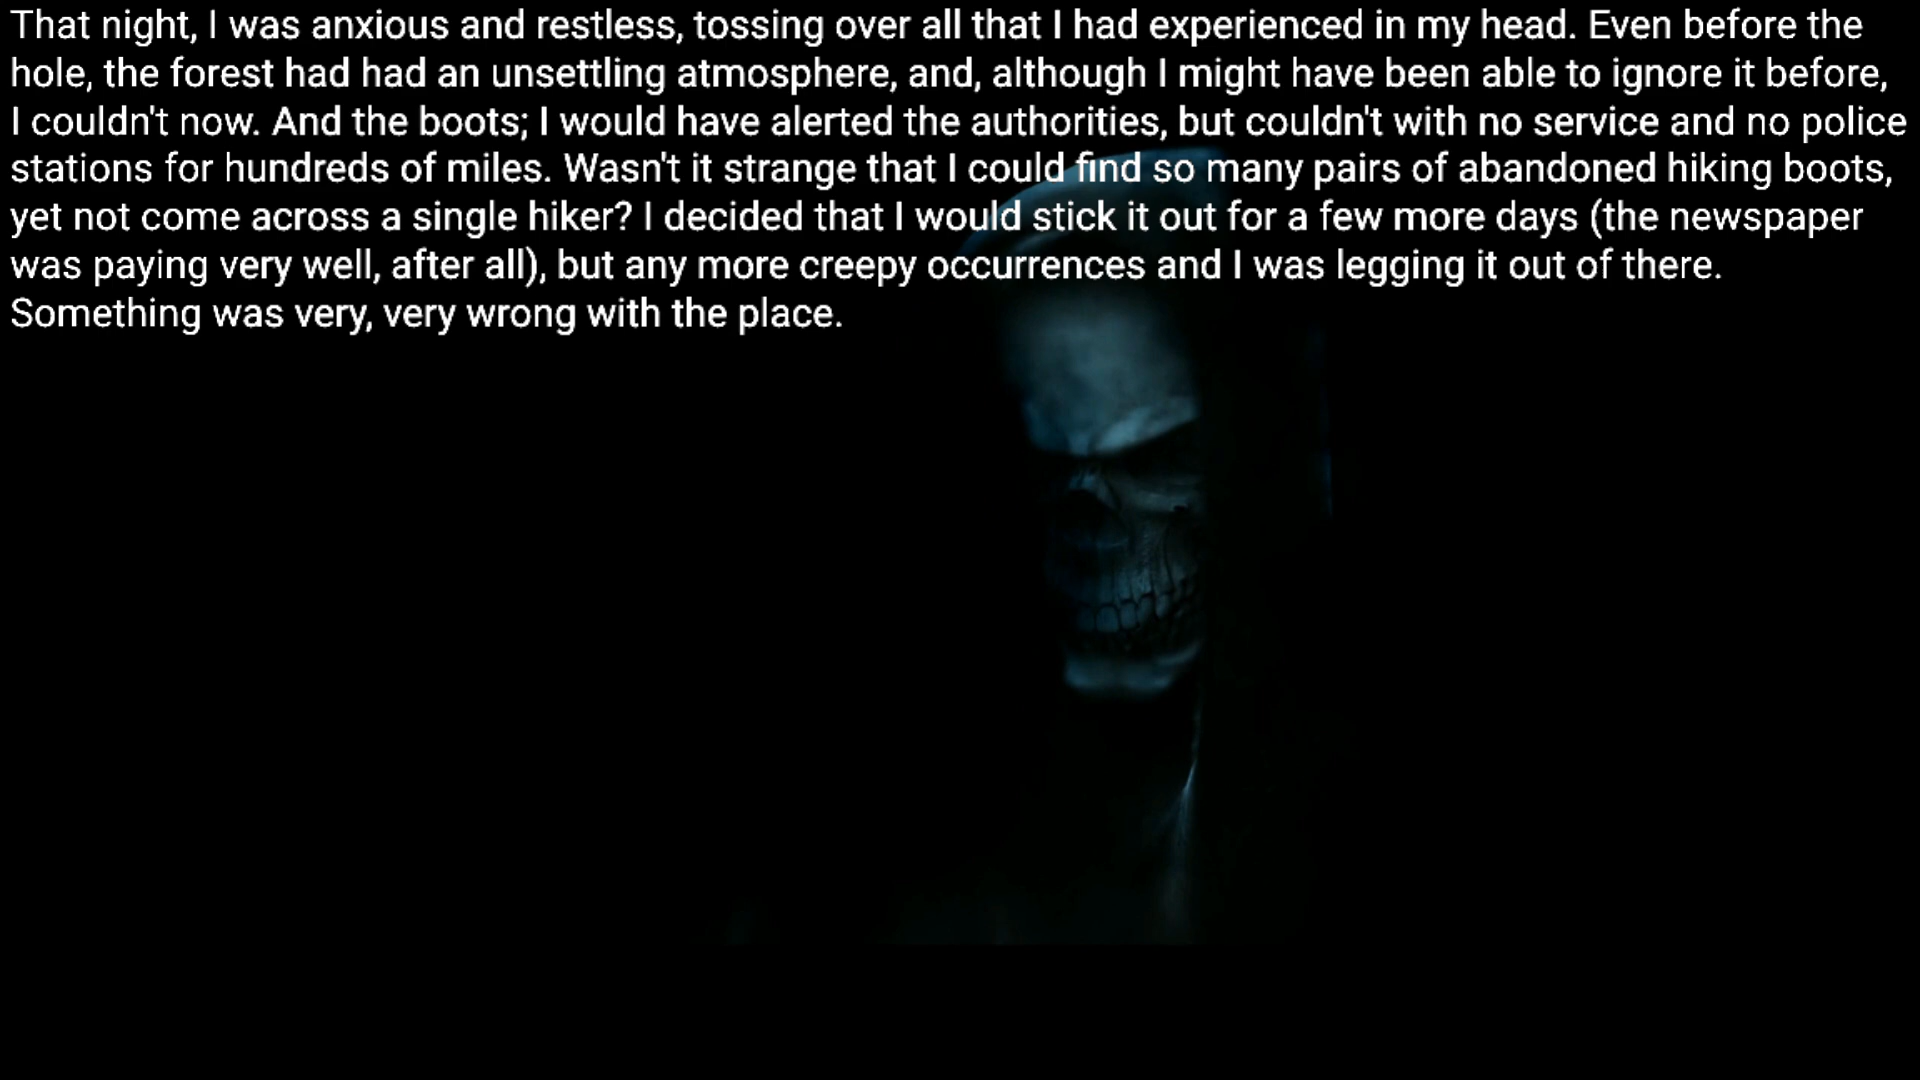 That night, I was anxious and restless, tossing over all that I had experienced in my head. Even before the
hole, the forest had had an unsettling atmosphere, and, although I might have been able to ignore it before,
I couldn't now. And the boots; I would have alerted the authorities, but couldn't with no service and no police
stations for hundreds of miles. Wasn't it strange that I could find so many pairs of abandoned hiking boots,
yet not come across a single hiker? I decided that I would stick it out for a few more days (the newspaper
was paying very well, after all), but any more creepy occurrences and I was legging it out of there.
Something was very, very wrong with the place.